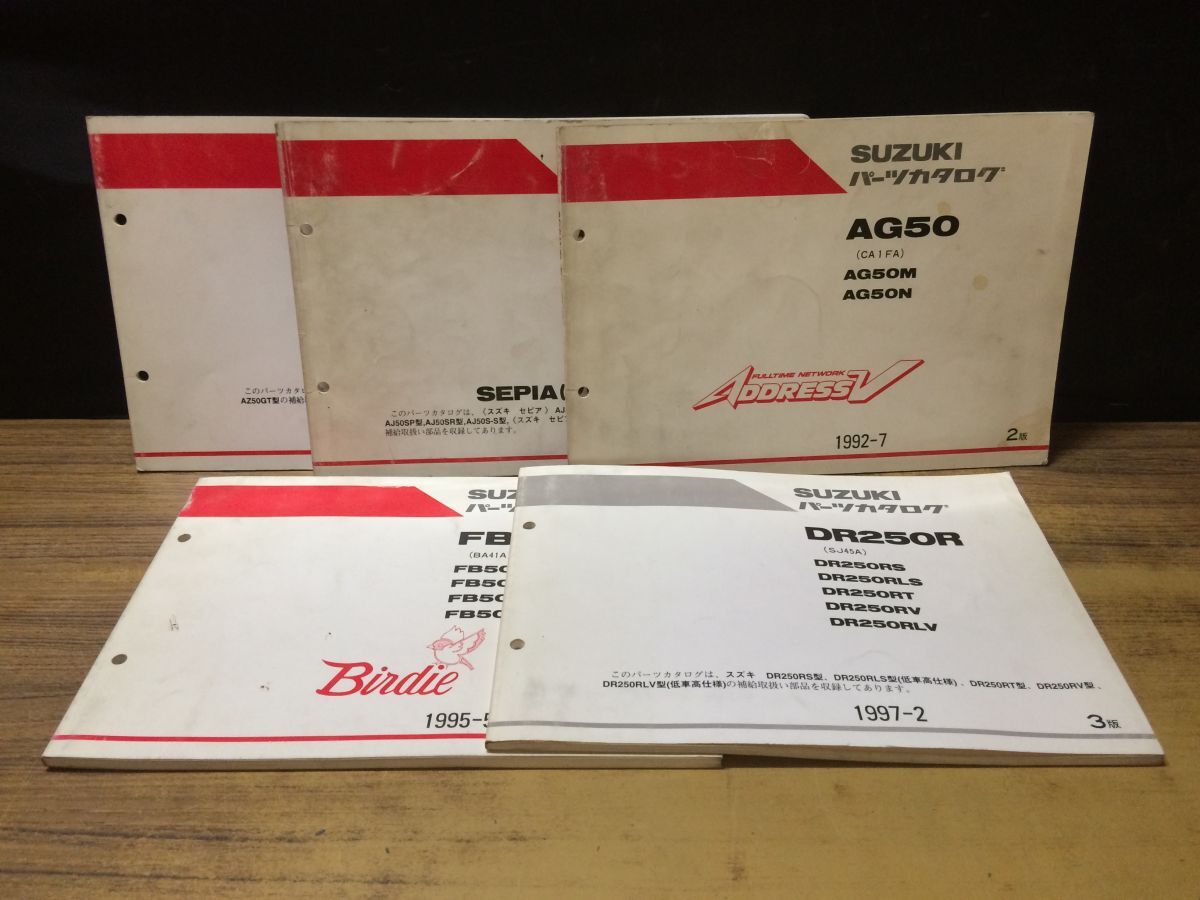 このパーツカタロ
AZ50GT型の補給
SEPIA(
このパーツカタログは、(スズキ セピア) AJ
AJ50SP型,AJ50SR型,AJ50S-S型,(スズキ セピ
補給取扱い部品を収録してあります。
SUZUKI
パーツカタログ
AG50
(CA1FA)
AG50M
AG50N
FULLTIME NETWORK
ADDRESS V
1992-7
2版
SUZ
パーツ
FB
(BA41A
FB50
FB50
FB50
FB50
Birdie
1995-5
SUZUKI
パーツカタログ
DR250R
(SJ45A)
DR250RS
DR250RLS
DR250RT
DR250RV
DR250RLV
このパーツカタログは、スズキ DR250RS型、DR250RLS型(低車高仕様)、DR250RT型、DR250RV型、
DR250RLV型(低車高仕様)の補給取扱い部品を収録してあります。
1997-2
3版